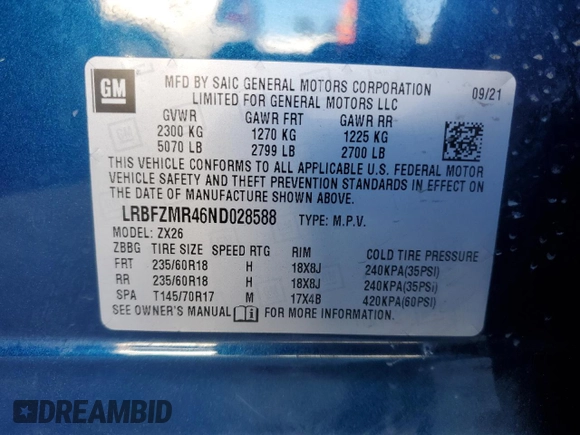 GM
MFD BY SAIC GENERAL MOTORS CORPORATION 09/21
LIMITED FOR GENERAL MOTORS LLC
GVWR GAWR FRT GAWR RR
2300 KG 1270 KG 1225 KG
5070 LB 2799 LB 2700 LB
THIS VEHICLE CONFORMS TO ALL APPLICABLE U.S. FEDERAL MOTOR
VEHICLE SAFETY AND THEFT PREVENTION STANDARDS IN EFFECT ON
THE DATE OF MANUFACTURE SHOWN ABOVE.
LRBFZMR46ND028588 TYPE: M.P.V.
MODEL: ZX26
ZBBG TIRE SIZE SPEED RTG RIM COLD TIRE PRESSURE
FRT 235/60R18 H 18X8J 240KPA(35PSI)
RR 235/60R18 H 18X8J 240KPA(35PSI)
SPA T145/70R17 M 17X4B 420KPA(60PSI)
SEE OWNER'S MANUAL FOR MORE INFORMATION.
DREAMBID